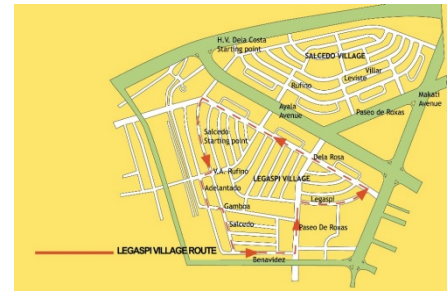 H.V. Dela Costa
Starting point
SALCEDO VILLAGE
Villar
Leviste
Rufino
Makati
Avenue
Ayala
Avenue
Paseo de Roxas
Salcedo
Starting point
Dela Rosa
V.A. Rufino
LEGASPI VILLAGE
Adelantado
Legaspi
Gamboa
Salcedo
Paseo De Roxas
LEGASPI VILLAGE ROUTE
Benavidez